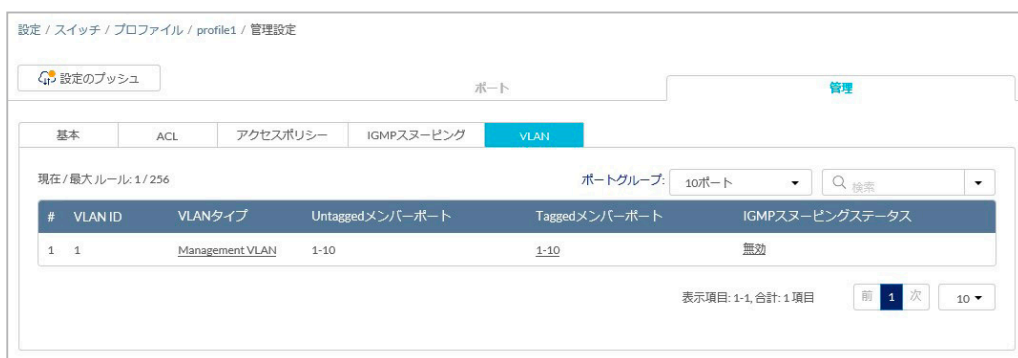 設定 / スイッチ / プロファイル / profile1 / 管理設定
設定のプッシュ
ポート 管理
基本 ACL アクセスポリシー IGMPスヌーピング VLAN
現在 / 最大 ルール: 1 / 256 ポートグループ: 10ポート 検索
# VLAN ID VLANタイプ Untaggedメンバーポート Taggedメンバーポート IGMPスヌーピングステータス
1 1 Management VLAN 1-10 1-10 無効
表示項目: 1-1, 合計: 1 項目 前 1 次 10